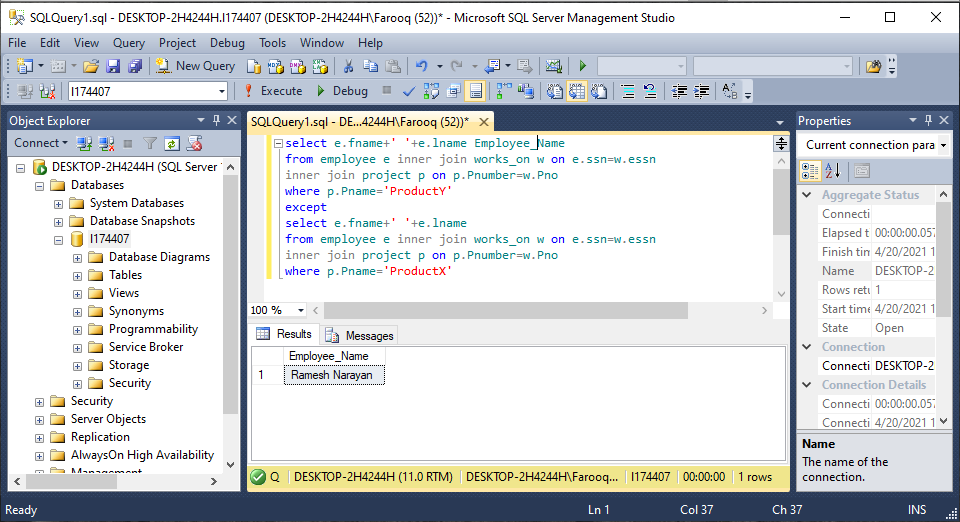 SQLQuery1.sql - DESKTOP-2H4244H.I174407 (DESKTOP-2H4244H\Farooq (52))* - Microsoft SQL Server Management Studio
File Edit View Query Project Debug Tools Window Help
New Query
I174407 Execute Debug
Object Explorer
Connect
DESKTOP-2H4244H (SQL Server
Databases
System Databases
Database Snapshots
I174407
Database Diagrams
Tables
Views
Synonyms
Programmability
Service Broker
Storage
Security
Security
Server Objects
Replication
AlwaysOn High Availability
Management
SQLQuery1.sql - DE...4244H\Farooq (52))*
select e.fname+' '+e.lname Employee_Name
from employee e inner join works_on w on e.ssn=w.essn
inner join project p on p.Pnumber=w.Pno
where p.Pname='ProductY'
except
select e.fname+' '+e.lname
from employee e inner join works_on w on e.ssn=w.essn
inner join project p on p.Pnumber=w.Pno
where p.Pname='ProductX'
100 %
Results Messages
Employee_Name
1 Ramesh Narayan
Q DESKTOP-2H4244H (11.0 RTM) DESKTOP-2H4244H\Farooq... I174407 00:00:00 1 rows
Properties
Current connection para
Aggregate Status
Connecti
Elapsed t 00:00:00.057
Finish tin 4/20/2021 1
Name DESKTOP-2
Rows retu 1
Start time 4/20/2021 1
State Open
Connection
Connecti DESKTOP-2
Connection Details
Connecti 00:00:00.057
Connecti 4/20/2021 1
Name
The name of the
connection.
Ready Ln 1 Col 37 Ch 37 INS